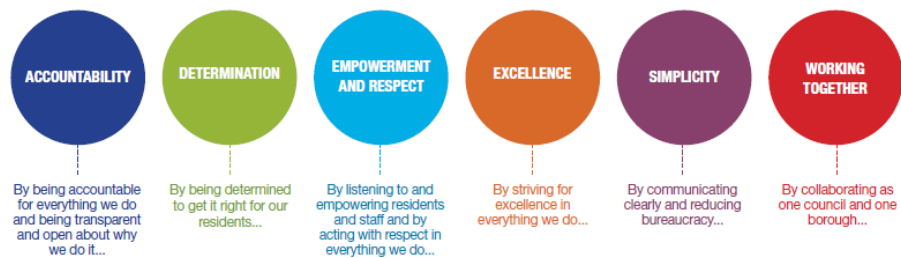 ACCOUNTABILITY
DETERMINATION
EMPOWERMENT
AND RESPECT
EXCELLENCE
SIMPLICITY
WORKING
TOGETHER
By being accountable
for everything we do
and being transparent
and open about why
we do it...
By being determined
to get it right for our
residents...
By listening to and
empowering residents
and staff and by
acting with respect in
everything we do...
By striving for
excellence in
everything we do...
By communicating
clearly and reducing
bureaucracy...
By collaborating as
one council and one
borough...